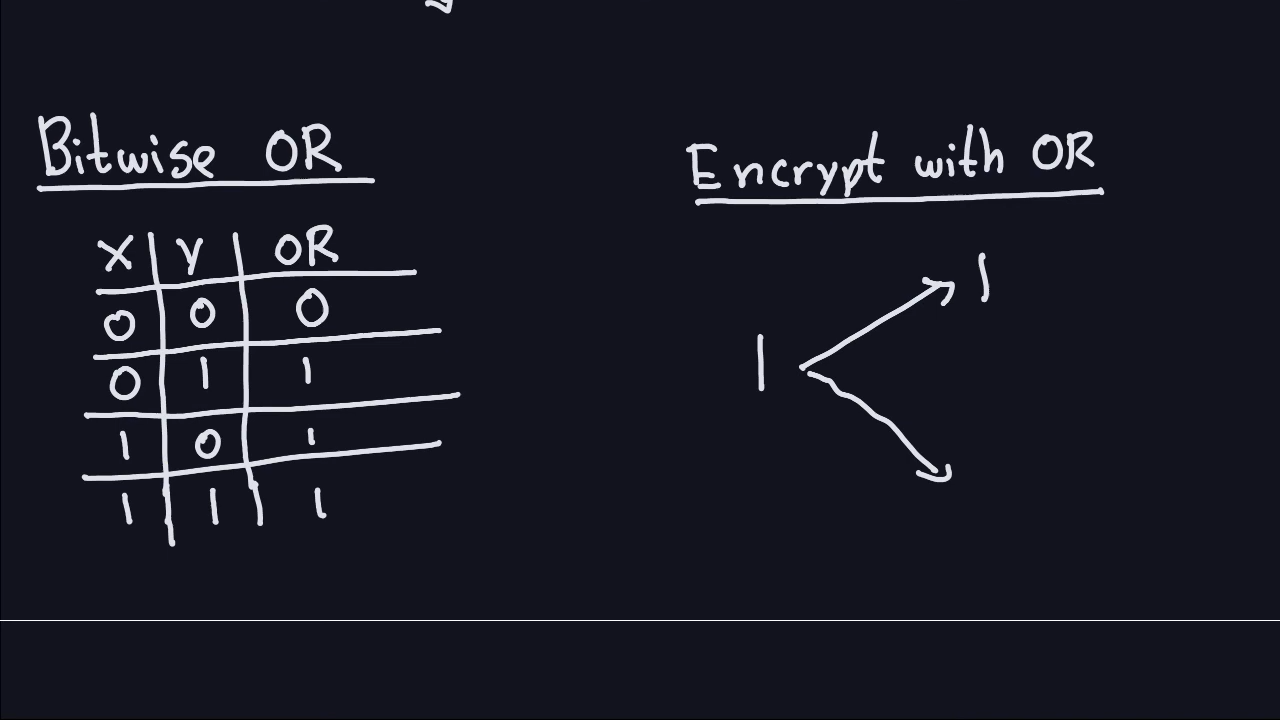 Bitwise OR
X Y OR
0 0 0
0 1 1
1 0 1
1 1 1
Encrypt with OR
1
1